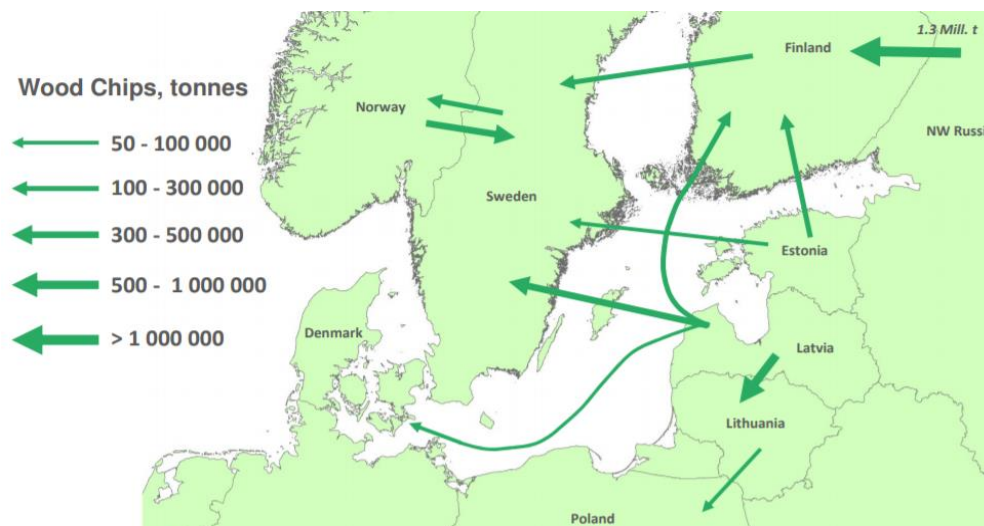 Wood Chips, tonnes
50 - 100 000
100 - 300 000
300 - 500 000
500 -  1 000 000
> 1 000 000
1.3 Mill. t
Finland
Norway
NW Russi
Sweden
Estonia
Denmark
Latvia
Lithuania
Poland